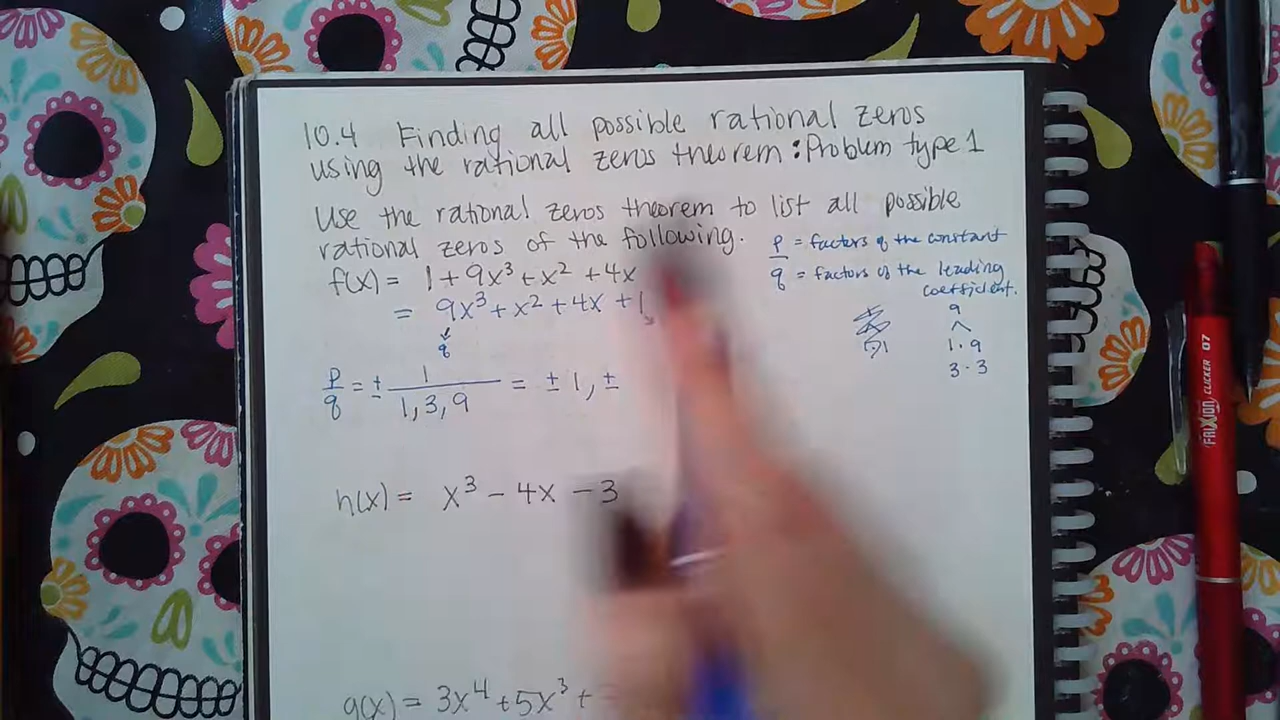 10.4 Finding all possible rational zeros
using the rational zeros theorem : Problem type 1
Use the rational zeros theorem to list all possible
rational zeros of the following.
p/q = factors of the constant
= factors of the leading
coefficient.
f(x) = 1 + 9x³ + x² + 4x
= 9x³ + x² + 4x + 1
q
9
1 · 9
3 · 3
p/q = ± 1/1, 3, 9 = ± 1, ±
h(x) = x³ - 4x - 3
g(x) = 3x⁴ + 5x³ +
FRIXION CLICKER 07